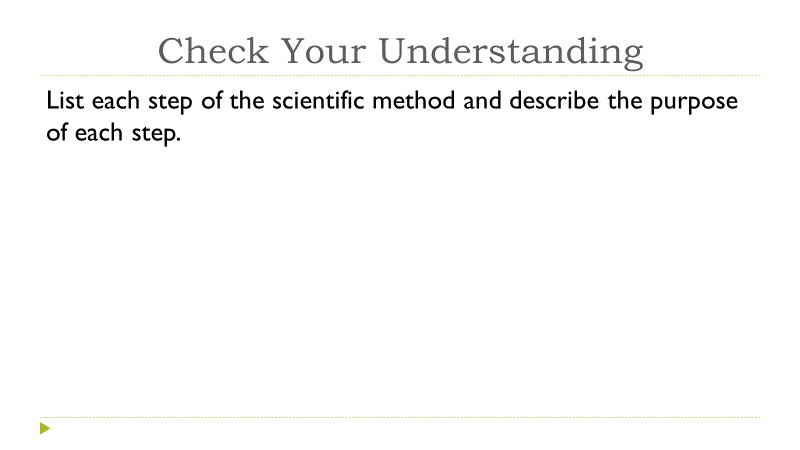 Check Your Understanding
List each step of the scientific method and describe the purpose
of each step.